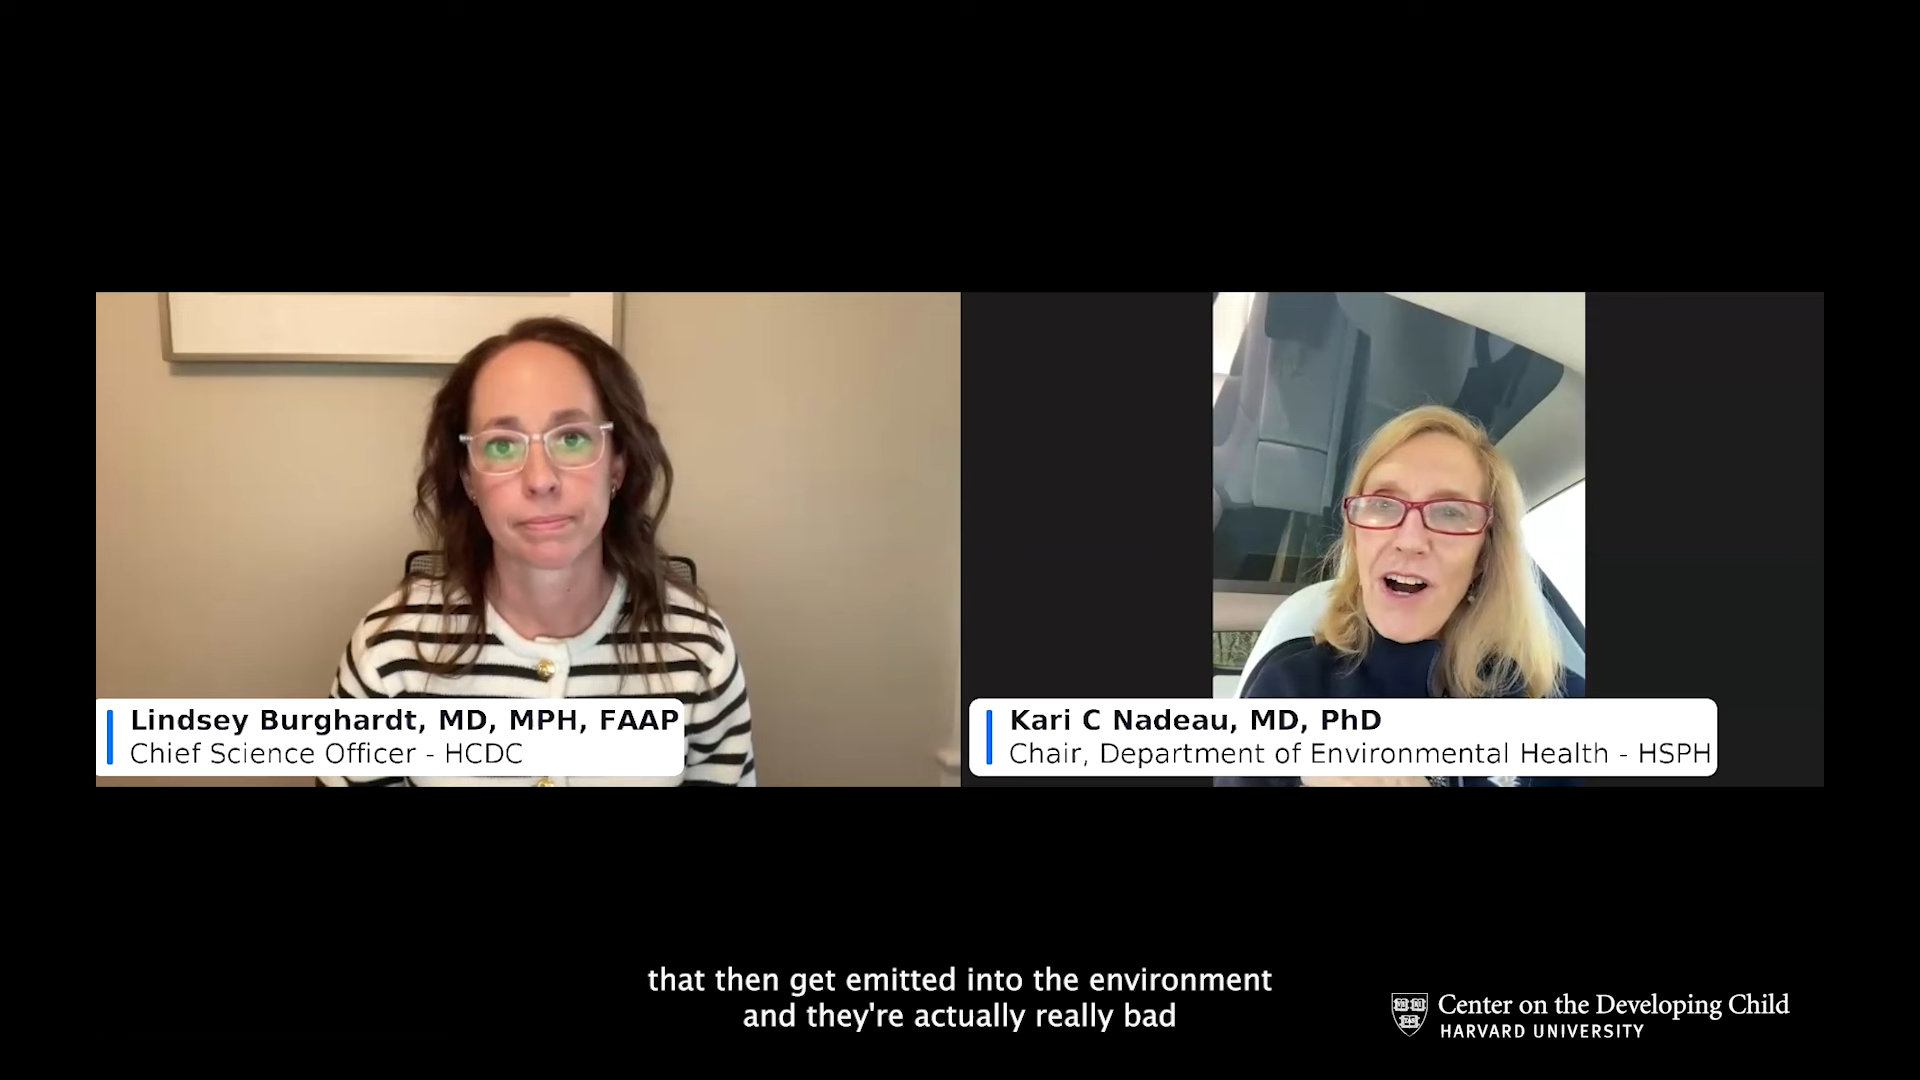 Lindsey Burghardt, MD, MPH, FAAP
Chief Science Officer - HCDC
Kari C Nadeau, MD, PhD
Chair, Department of Environmental Health - HSPH
that then get emitted into the environment
and they're actually really bad
Center on the Developing Child
HARVARD UNIVERSITY